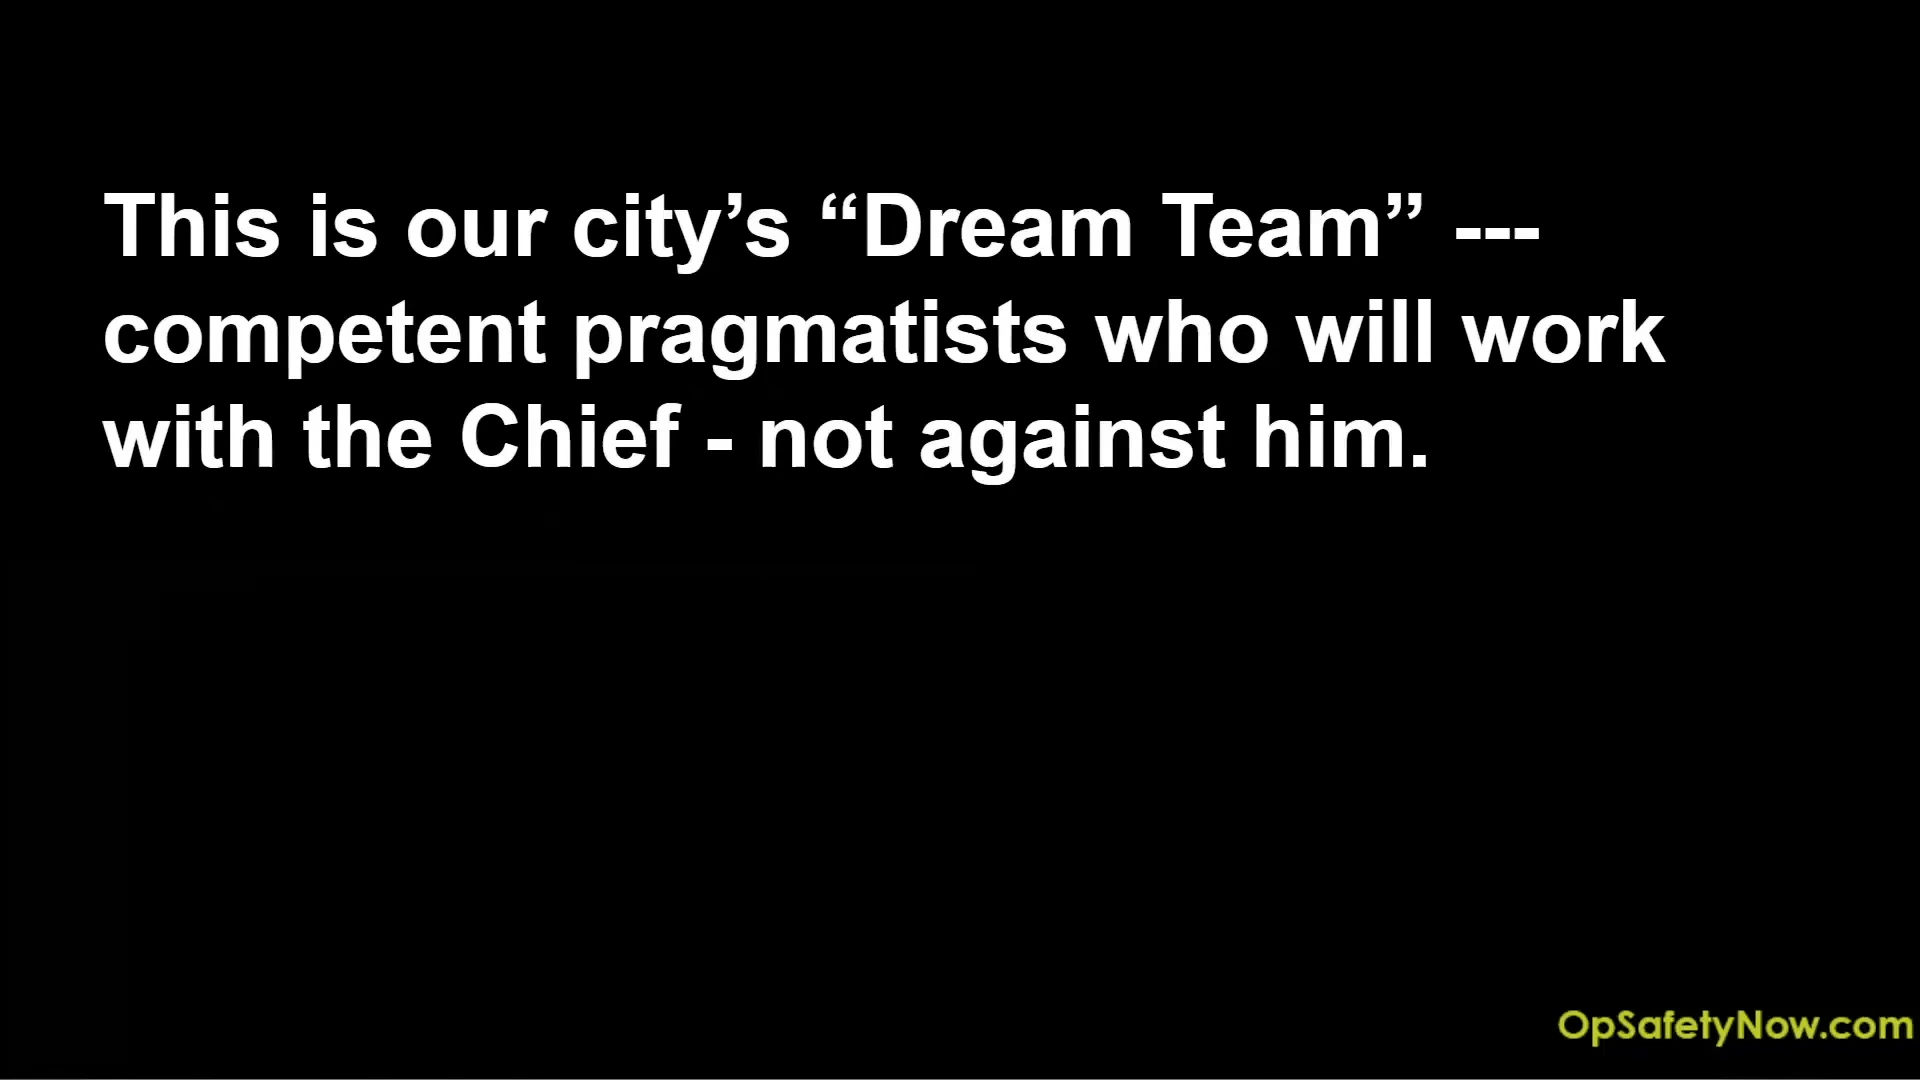 This is our city’s “Dream Team” ---
competent pragmatists who will work
with the Chief - not against him.
OpSafetyNow.com